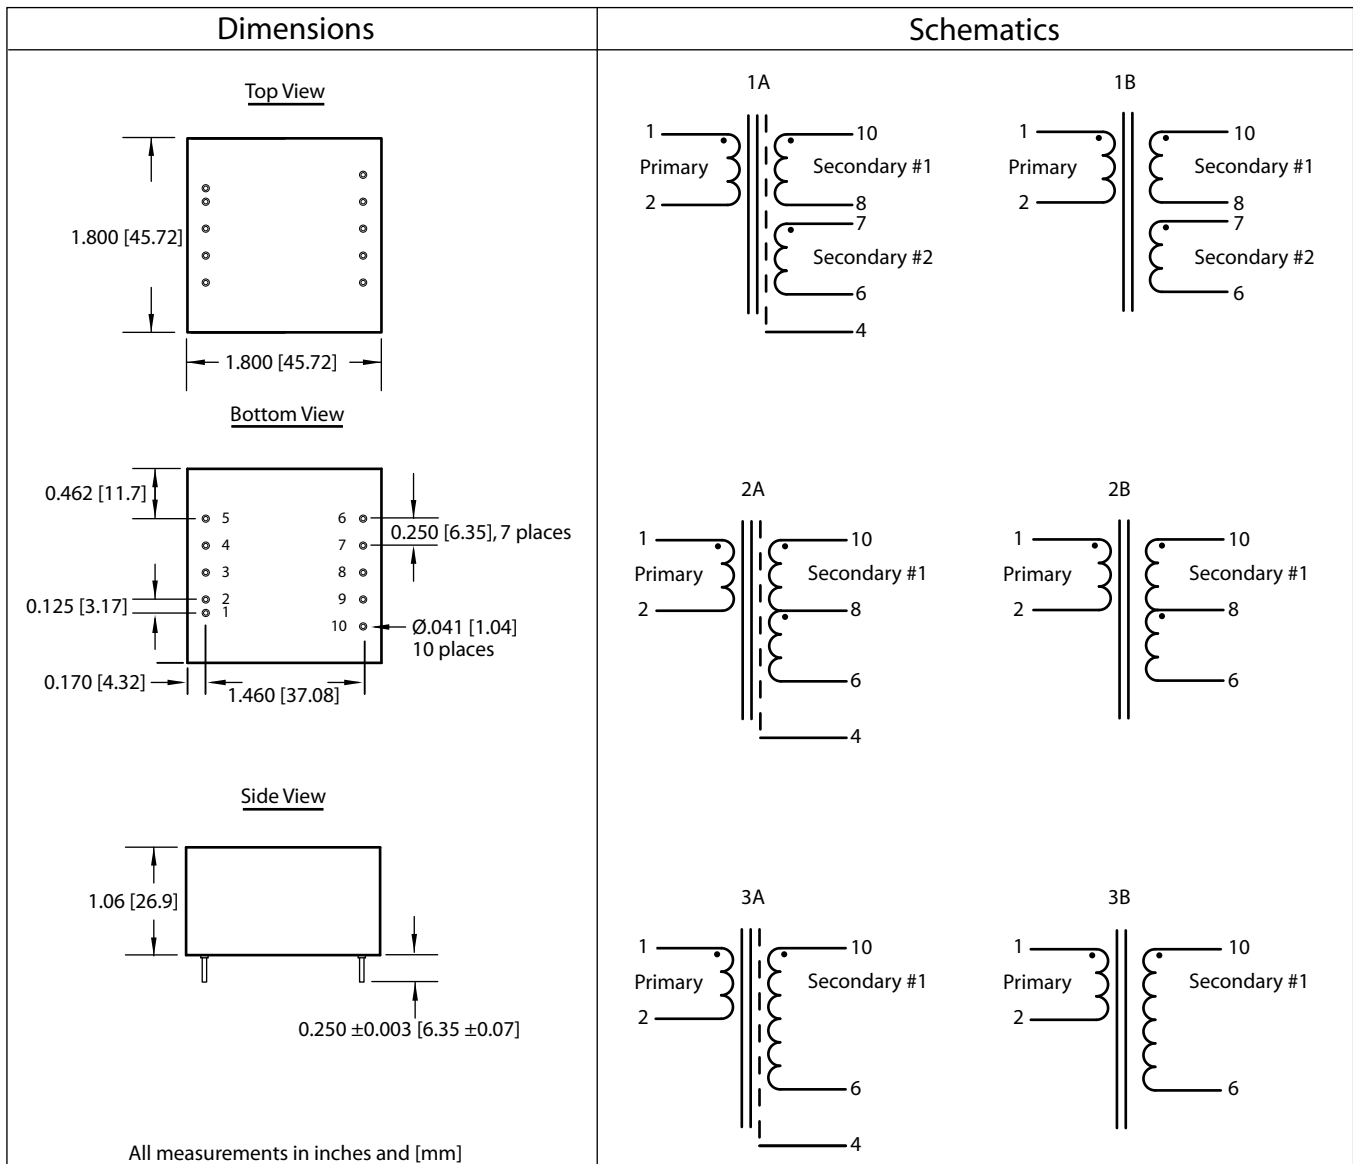 Dimensions
Schematics
Top View
1.800 [45.72]
1.800 [45.72]
Bottom View
0.462 [11.7]
5
6
0.250 [6.35], 7 places
4
7
3
8
0.125 [3.17]
2
9
1
10
Ø.041 [1.04]
10 places
0.170 [4.32]
1.460 [37.08]
Side View
1.06 [26.9]
0.250 ±0.003 [6.35 ±0.07]
All measurements in inches and [mm]
1A
1
10
Primary
Secondary #1
2
8
7
Secondary #2
6
4
1B
1
10
Primary
Secondary #1
2
8
7
Secondary #2
6
2A
1
10
Primary
Secondary #1
2
8
6
4
2B
1
10
Primary
Secondary #1
2
8
6
3A
1
10
Primary
Secondary #1
2
6
4
3B
1
10
Primary
Secondary #1
2
6